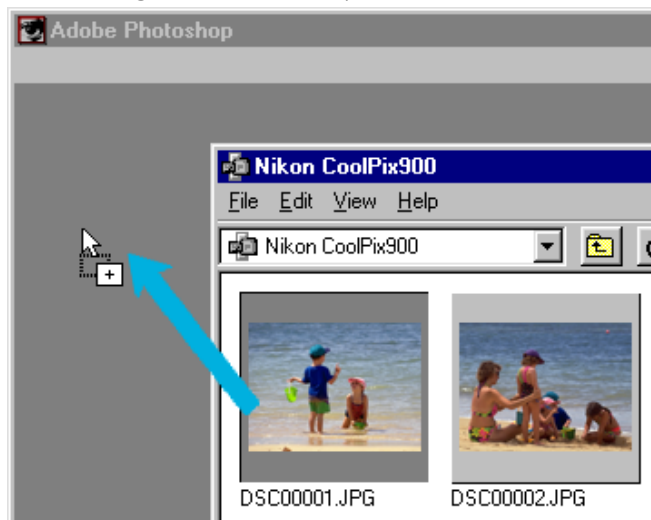 Adobe Photoshop
Nikon CoolPix900
File Edit View Help
Nikon CoolPix900
DSC00001.JPG DSC00002.JPG